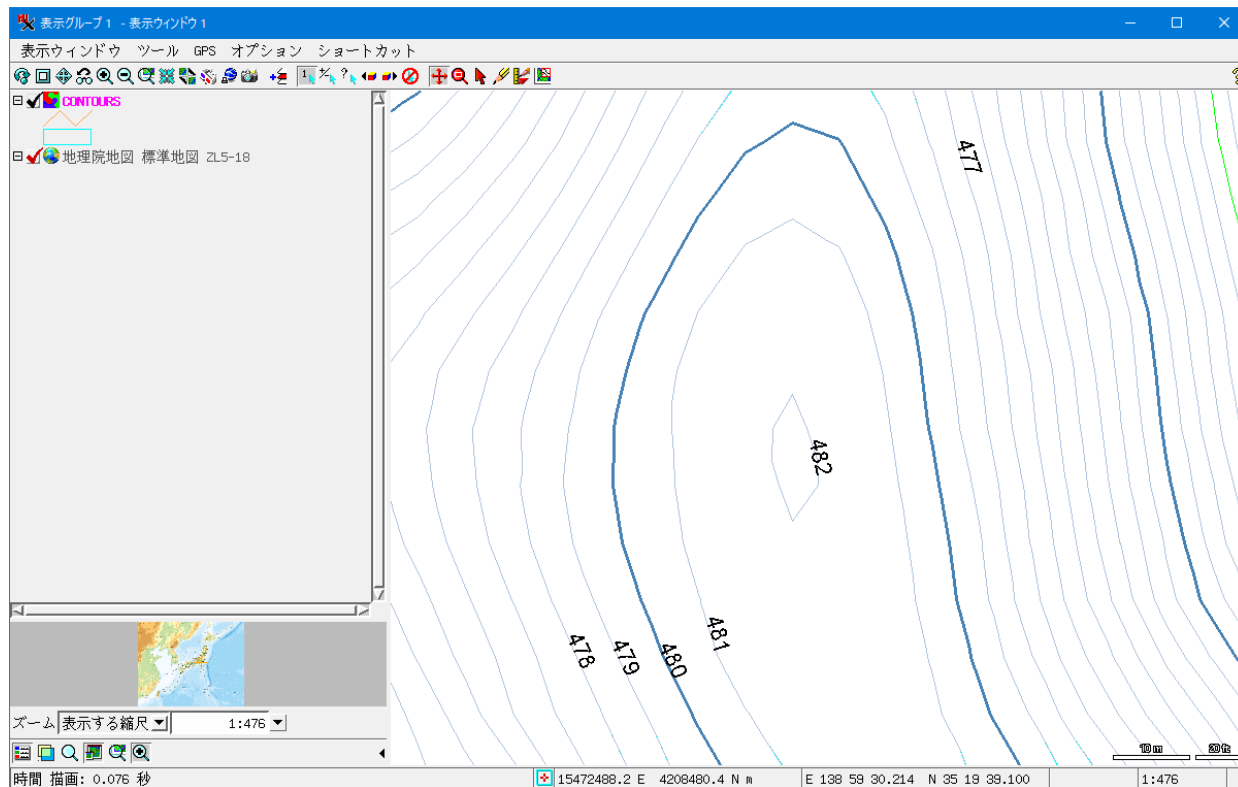 表示グループ1 - 表示ウィンドウ1
表示ウィンドウ ツール GPS オプション ショートカット
CONTOURS
地理院地図 標準地図 ZL5-18
477
482
481
480
479
478
ズーム 表示する縮尺 1:476
10 m 20 ft
時間 描画: 0.076 秒 15472488.2 E 4208480.4 N m E 138 59 30.214 N 35 19 39.100 1:476